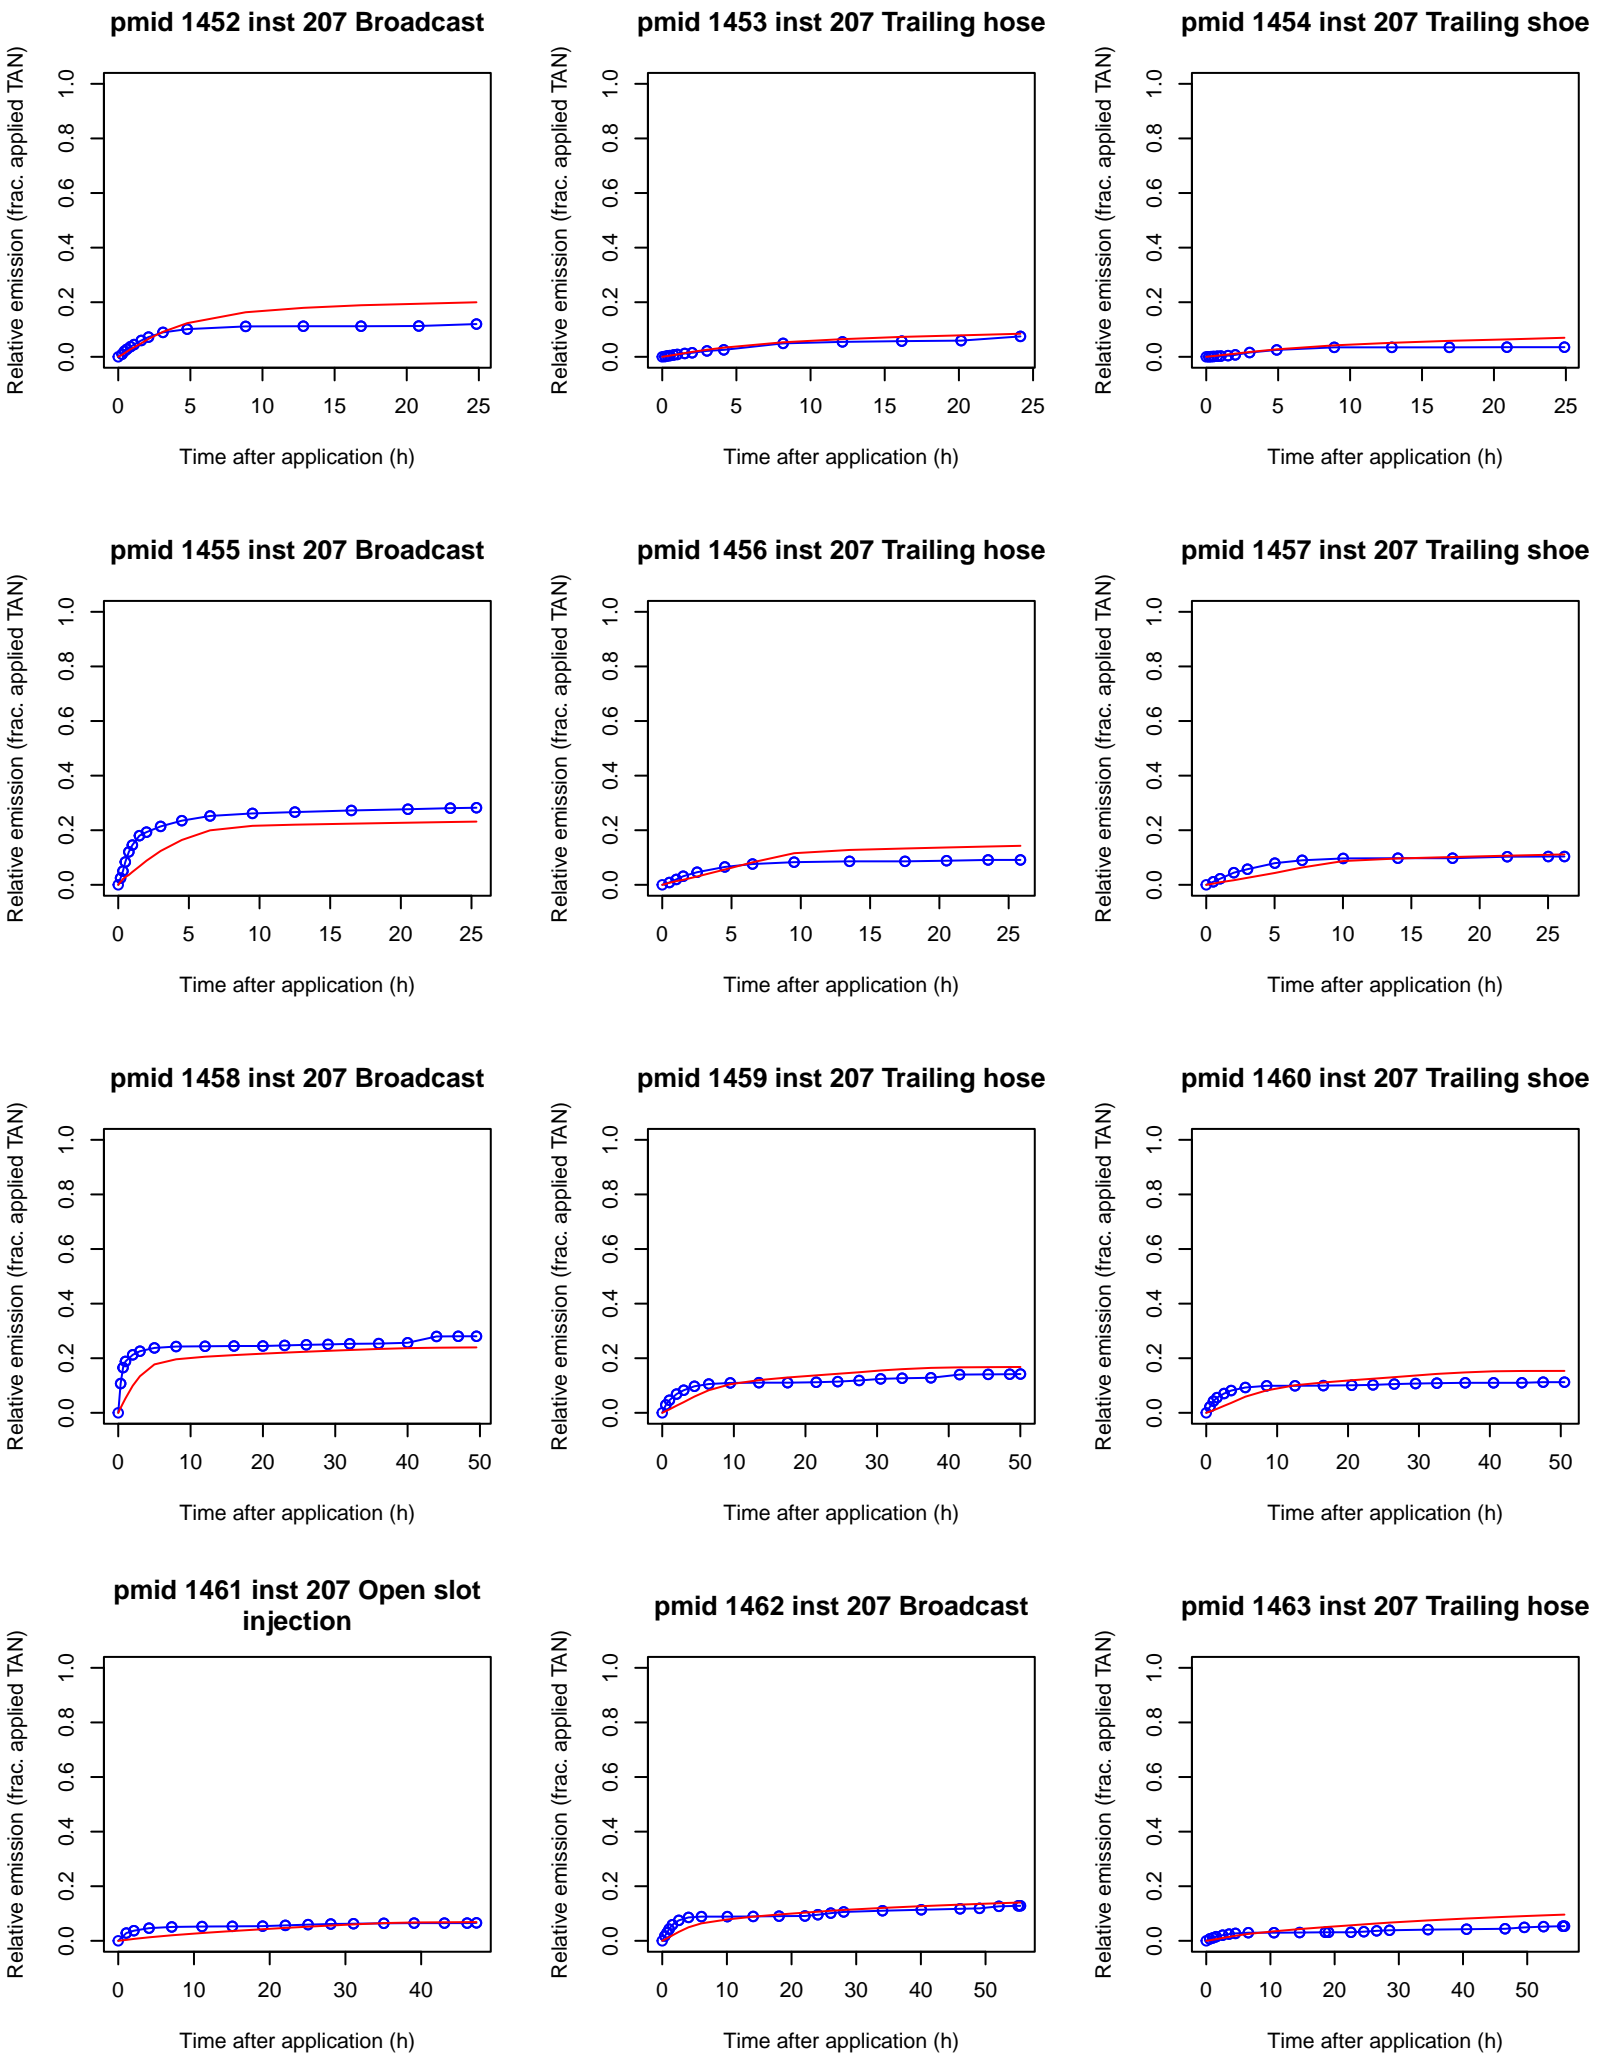 pmid 1452 inst 207 Broadcast
Relative emission (frac. applied TAN)
0.0 0.2 0.4 0.6 0.8 1.0
0 5 10 15 20 25
Time after application (h)
pmid 1453 inst 207 Trailing hose
Relative emission (frac. applied TAN)
0.0 0.2 0.4 0.6 0.8 1.0
0 5 10 15 20 25
Time after application (h)
pmid 1454 inst 207 Trailing shoe
Relative emission (frac. applied TAN)
0.0 0.2 0.4 0.6 0.8 1.0
0 5 10 15 20 25
Time after application (h)
pmid 1455 inst 207 Broadcast
Relative emission (frac. applied TAN)
0.0 0.2 0.4 0.6 0.8 1.0
0 5 10 15 20 25
Time after application (h)
pmid 1456 inst 207 Trailing hose
Relative emission (frac. applied TAN)
0.0 0.2 0.4 0.6 0.8 1.0
0 5 10 15 20 25
Time after application (h)
pmid 1457 inst 207 Trailing shoe
Relative emission (frac. applied TAN)
0.0 0.2 0.4 0.6 0.8 1.0
0 5 10 15 20 25
Time after application (h)
pmid 1458 inst 207 Broadcast
Relative emission (frac. applied TAN)
0.0 0.2 0.4 0.6 0.8 1.0
0 10 20 30 40 50
Time after application (h)
pmid 1459 inst 207 Trailing hose
Relative emission (frac. applied TAN)
0.0 0.2 0.4 0.6 0.8 1.0
0 10 20 30 40 50
Time after application (h)
pmid 1460 inst 207 Trailing shoe
Relative emission (frac. applied TAN)
0.0 0.2 0.4 0.6 0.8 1.0
0 10 20 30 40 50
Time after application (h)
pmid 1461 inst 207 Open slot
injection
Relative emission (frac. applied TAN)
0.0 0.2 0.4 0.6 0.8 1.0
0 10 20 30 40
Time after application (h)
pmid 1462 inst 207 Broadcast
Relative emission (frac. applied TAN)
0.0 0.2 0.4 0.6 0.8 1.0
0 10 20 30 40 50
Time after application (h)
pmid 1463 inst 207 Trailing hose
Relative emission (frac. applied TAN)
0.0 0.2 0.4 0.6 0.8 1.0
0 10 20 30 40 50
Time after application (h)